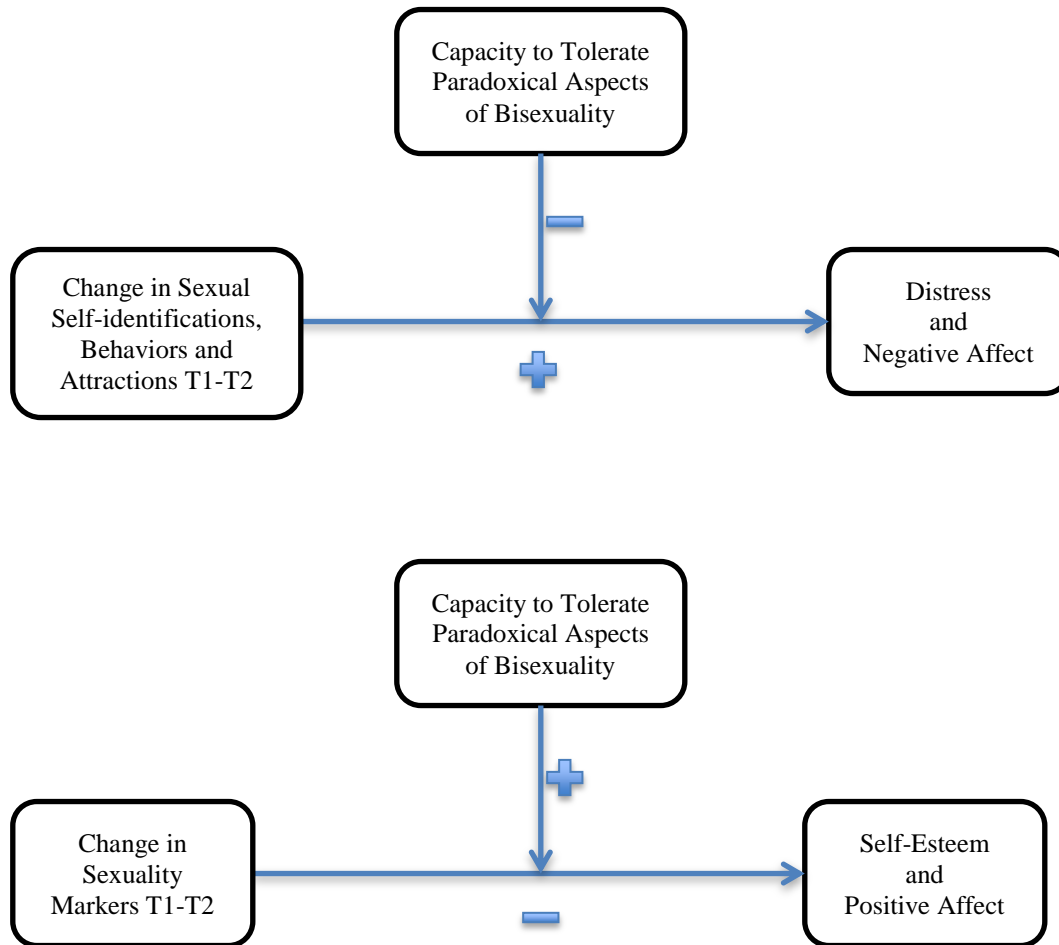 Capacity to Tolerate
Paradoxical Aspects
of Bisexuality
Change in Sexual
Self-identifications,
Behaviors and
Attractions T1-T2
Distress
and
Negative Affect
Capacity to Tolerate
Paradoxical Aspects
of Bisexuality
Change in
Sexuality
Markers T1-T2
Self-Esteem
and
Positive Affect